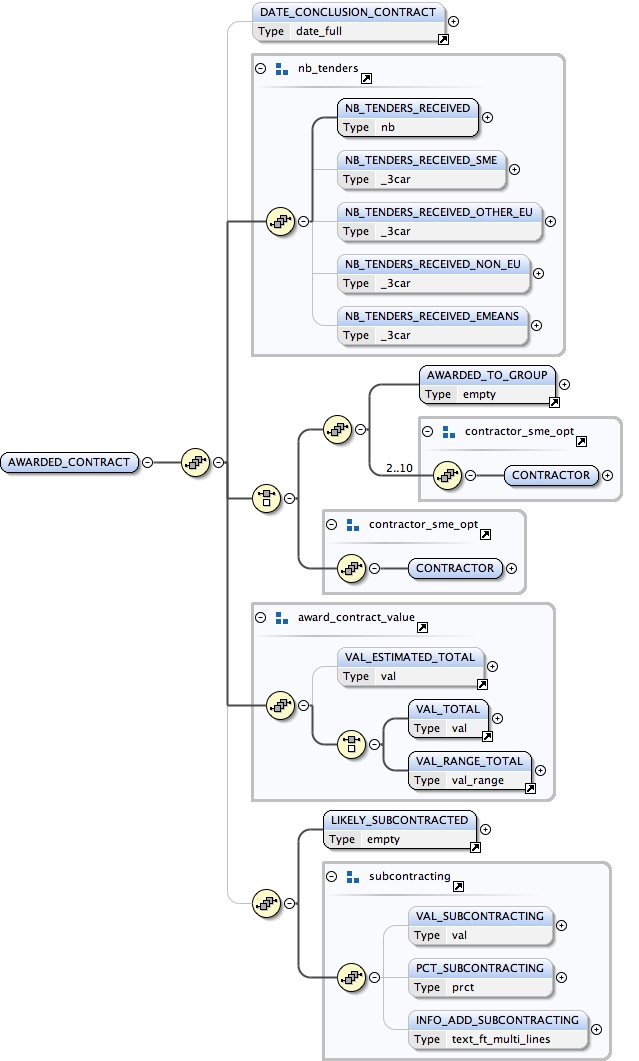 DATE_CONCLUSION_CONTRACT
Type date_full
nb_tenders
NB_TENDERS_RECEIVED
Type nb
NB_TENDERS_RECEIVED_SME
Type _3car
NB_TENDERS_RECEIVED_OTHER_EU
Type _3car
NB_TENDERS_RECEIVED_NON_EU
Type _3car
NB_TENDERS_RECEIVED_EMEANS
Type _3car
AWARDED_CONTRACT
AWARDED_TO_GROUP
Type empty
contractor_sme_opt
2..10
CONTRACTOR
contractor_sme_opt
CONTRACTOR
award_contract_value
VAL_ESTIMATED_TOTAL
Type val
VAL_TOTAL
Type val
VAL_RANGE_TOTAL
Type val_range
LIKELY_SUBCONTRACTED
Type empty
subcontracting
VAL_SUBCONTRACTING
Type val
PCT_SUBCONTRACTING
Type prct
INFO_ADD_SUBCONTRACTING
Type text_ft_multi_lines